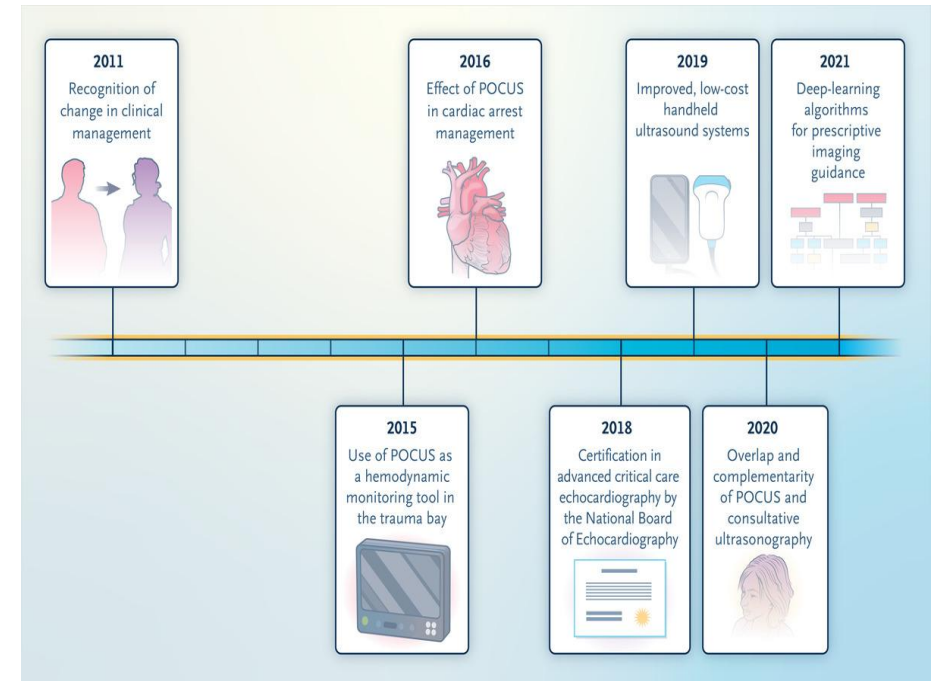 2011
Recognition of
change in clinical
management
2016
Effect of POCUS
in cardiac arrest
management
2019
Improved, low-cost
handheld
ultrasound systems
2021
Deep-learning
algorithms
for prescriptive
imaging
guidance
2015
Use of POCUS as
a hemodynamic
monitoring tool in
the trauma bay
2018
Certification in
advanced critical care
echocardiography by
the National Board
of Echocardiography
2020
Overlap and
complementarity
of POCUS and
consultative
ultrasonography